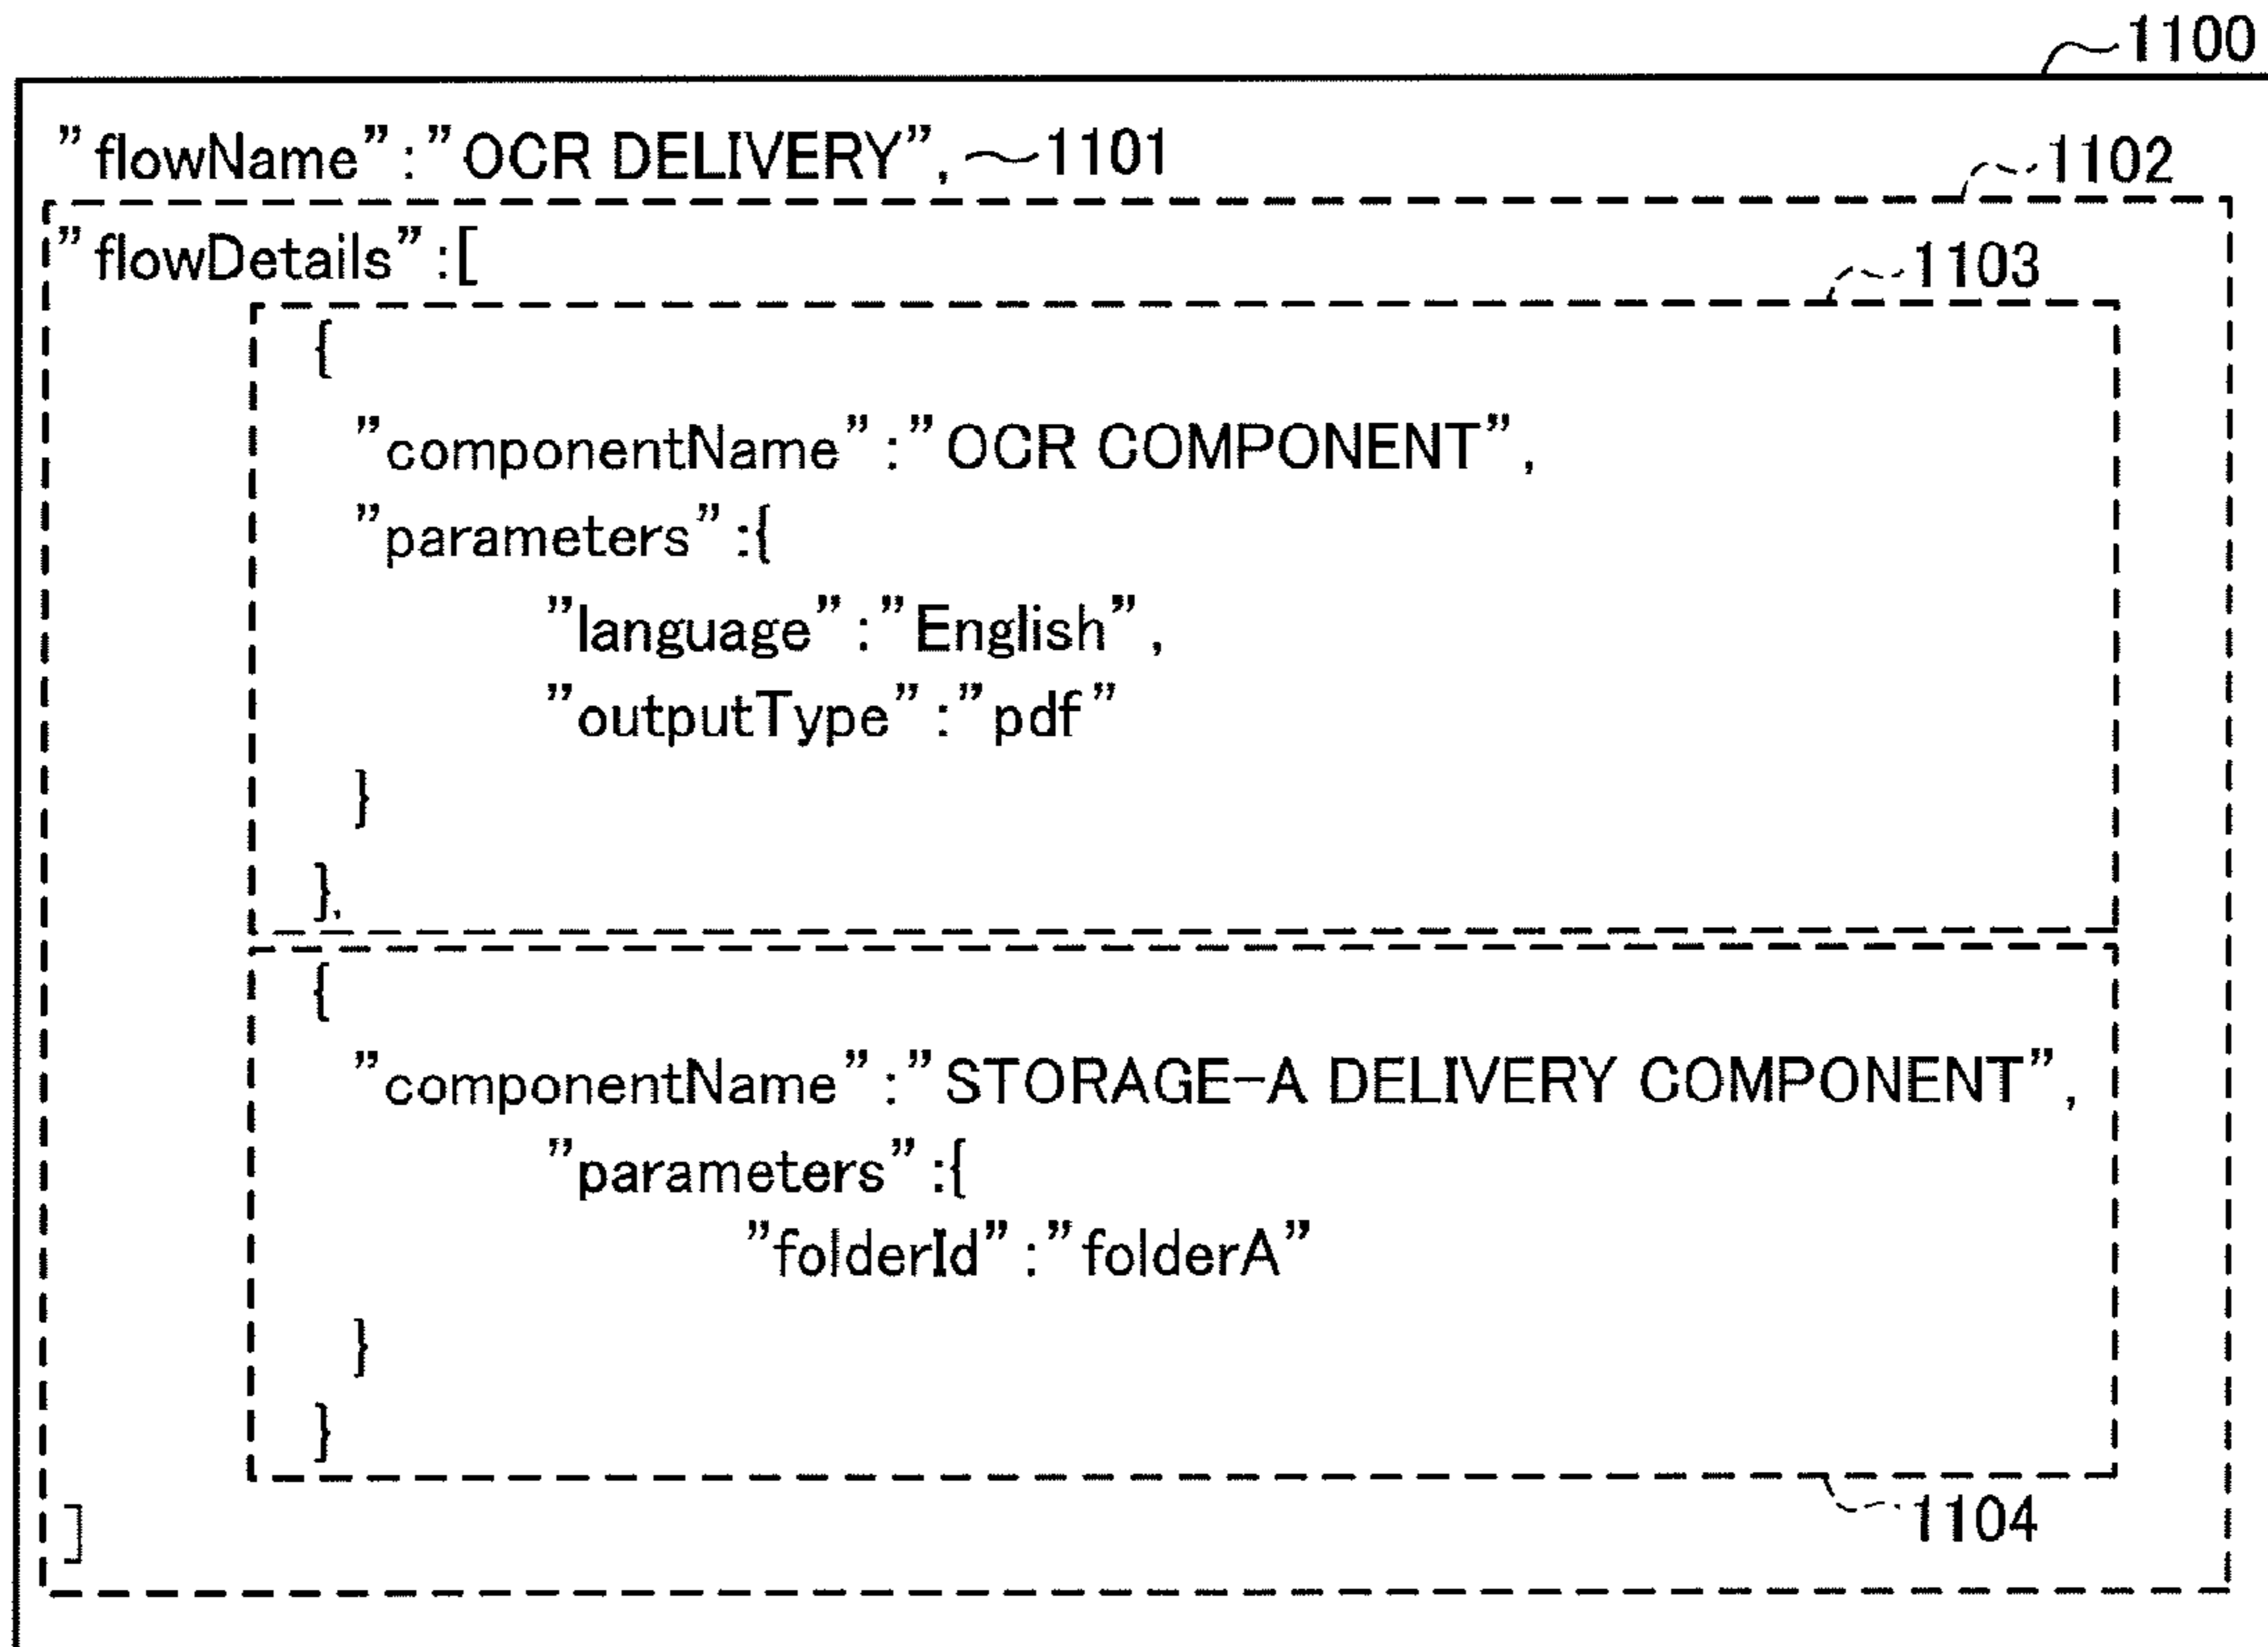 1100
”flowName”:”OCR DELIVERY”, 1101
1102
”flowDetails”:[
1103
{
”componentName”:”OCR COMPONENT”,
”parameters”:{
”language”:”English”,
”outputType”:”pdf”
}
},
{
”componentName”:”STORAGE-A DELIVERY COMPONENT”,
”parameters”:{
”folderId”:”folderA”
}
}
1104
]